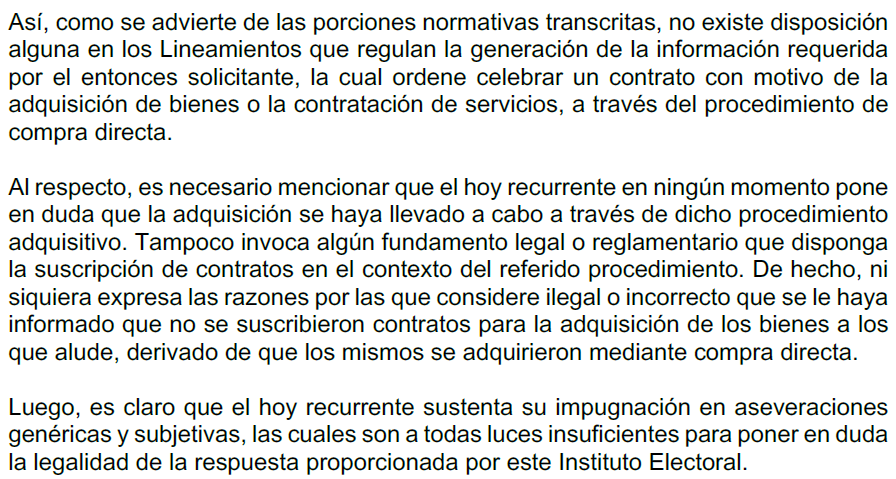 Así, como se advierte de las porciones normativas transcritas, no existe disposición
alguna en los Lineamientos que regulan la generación de la información requerida
por el entonces solicitante, la cual ordene celebrar un contrato con motivo de la
adquisición de bienes o la contratación de servicios, a través del procedimiento de
compra directa.
Al respecto, es necesario mencionar que el hoy recurrente en ningún momento pone
en duda que la adquisición se haya llevado a cabo a través de dicho procedimiento
adquisitivo. Tampoco invoca algún fundamento legal o reglamentario que disponga
la suscripción de contratos en el contexto del referido procedimiento. De hecho, ni
siquiera expresa las razones por las que considere ilegal o incorrecto que se le haya
informado que no se suscribieron contratos para la adquisición de los bienes a los
que alude, derivado de que los mismos se adquirieron mediante compra directa.
Luego, es claro que el hoy recurrente sustenta su impugnación en aseveraciones
genéricas y subjetivas, las cuales son a todas luces insuficientes para poner en duda
la legalidad de la respuesta proporcionada por este Instituto Electoral.